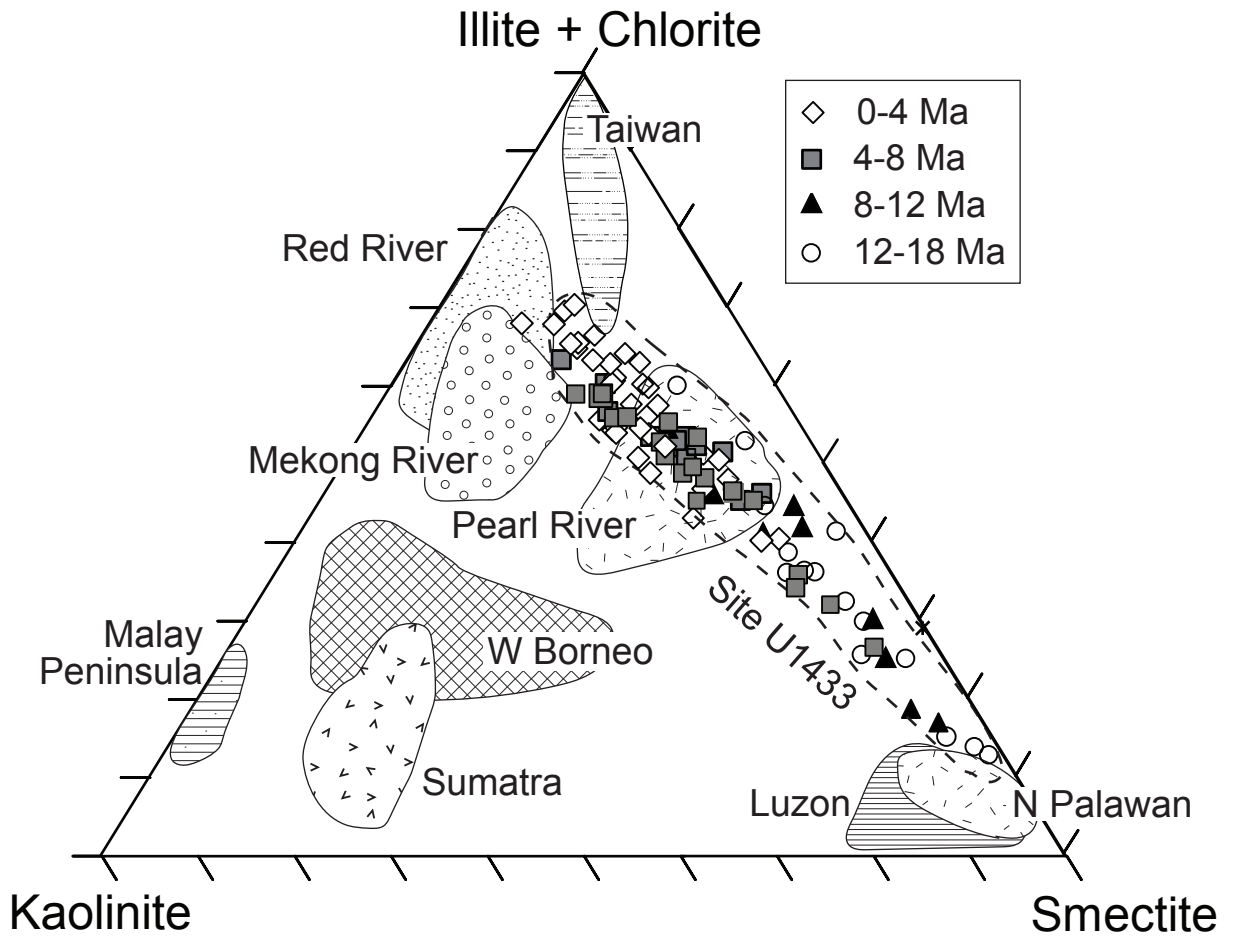 Illite + Chlorite
Taiwan
0-4 Ma
4-8 Ma
8-12 Ma
12-18 Ma
Red River
Mekong River
Pearl River
Site U1433
Malay
Peninsula
W Borneo
Sumatra
Luzon
N Palawan
Kaolinite
Smectite